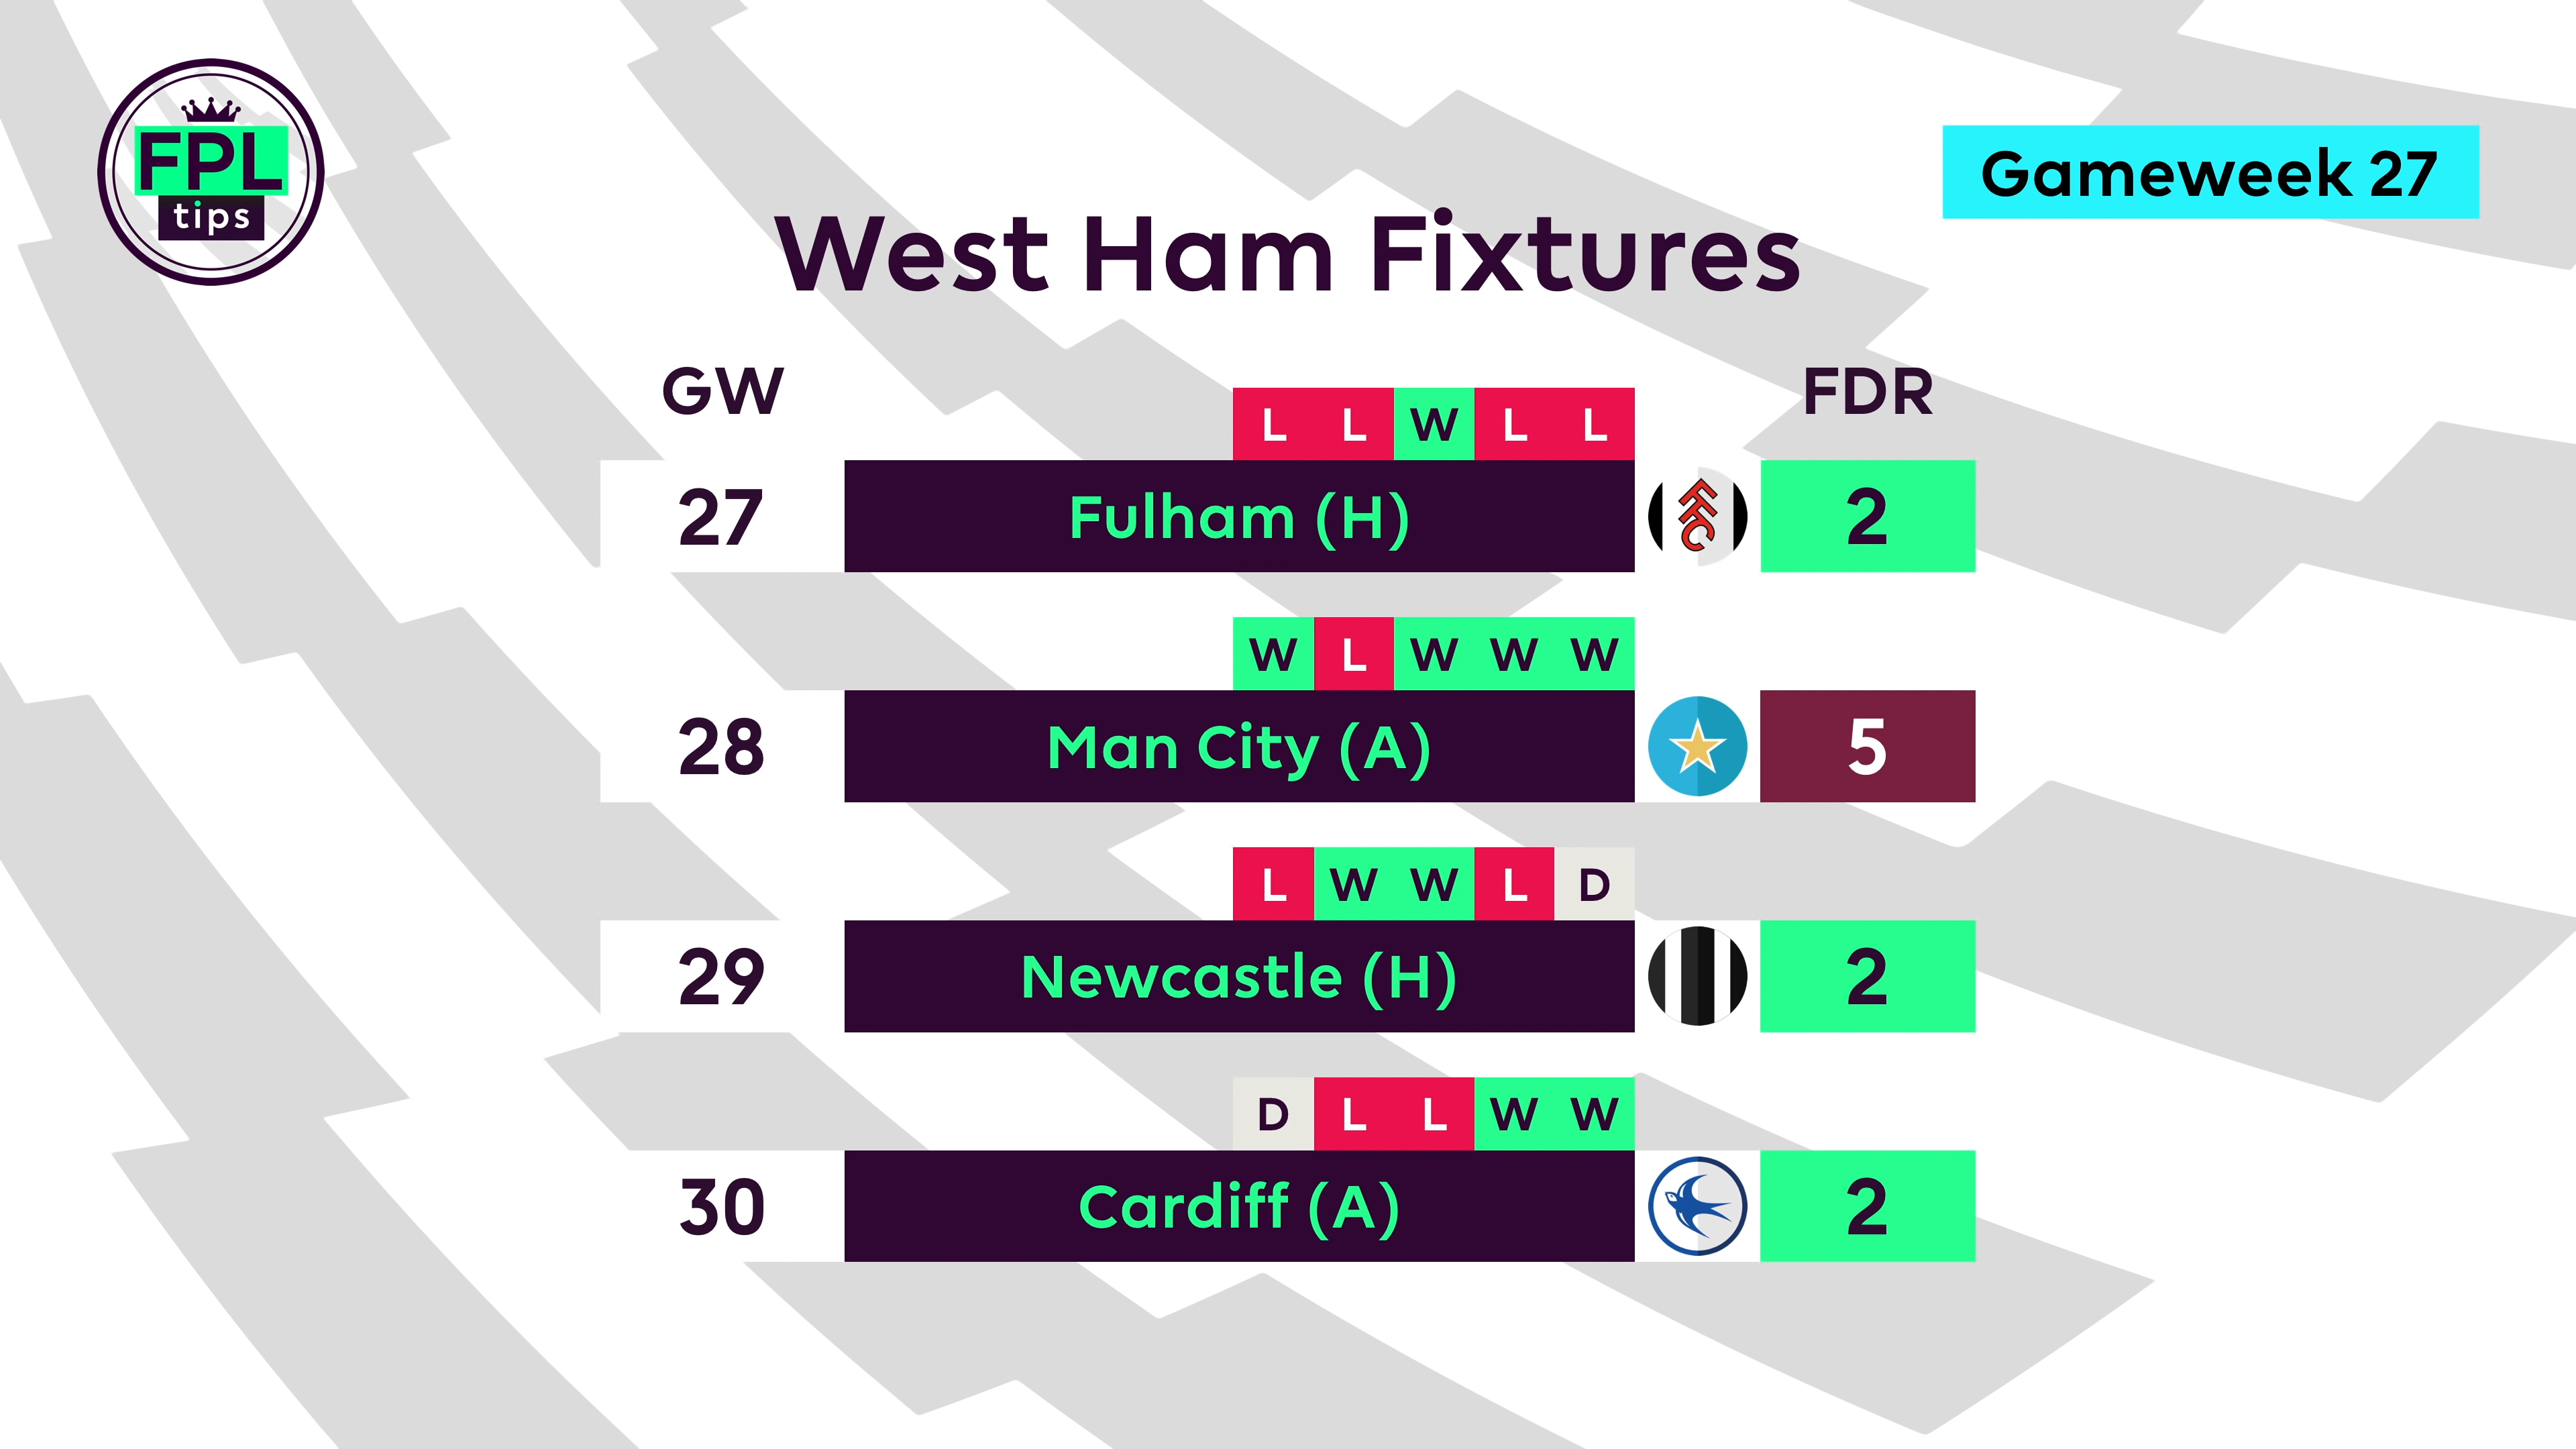 FPL
tips
Gameweek 27
West Ham Fixtures
GW
FDR
L L W L L
27 Fulham (H) FFC 2
W L W W W
28 Man City (A) 5
L W W L D
29 Newcastle (H) 2
D L L W W
30 Cardiff (A) 2